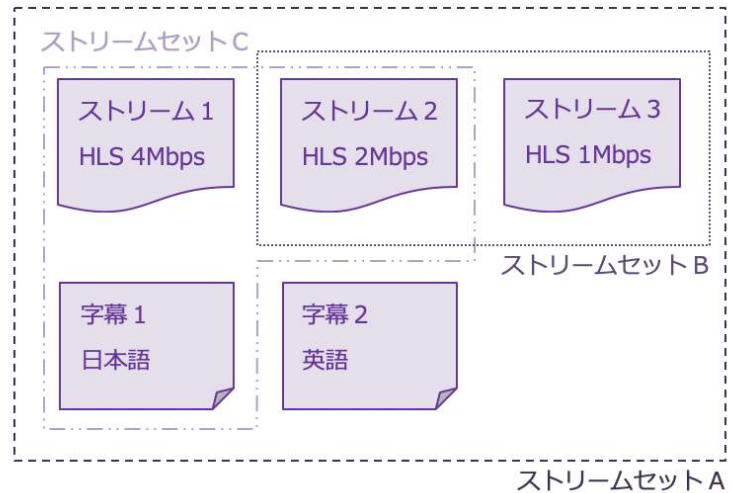 ストリームセットC
ストリーム1
HLS 4Mbps
ストリーム2
HLS 2Mbps
ストリーム3
HLS 1Mbps
ストリームセットB
字幕1
日本語
字幕2
英語
ストリームセットA